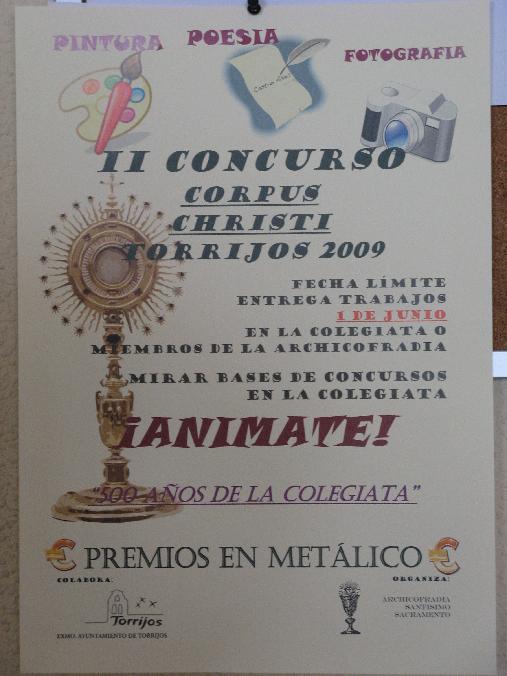 PINTURA
POESIA
FOTOGRAFIA
II CONCURSO
CORPUS
CHRISTI
TORRIJOS 2009
FECHA LÍMITE
ENTREGA TRABAJOS
1 DE JUNIO
EN LA COLEGIATA O
MIEMBROS DE LA ARCHICOFRADIA
MIRAR BASES DE CONCURSOS
EN LA COLEGIATA
¡ANIMATE!
"500 AÑOS DE LA COLEGIATA"
PREMIOS EN METÁLICO
COLABORA:
ORGANIZA:
Torrijos
EXMO. AYUNTAMIENTO DE TORRIJOS
ARCHICOFRADIA
SANTISIMO
SACRAMENTO